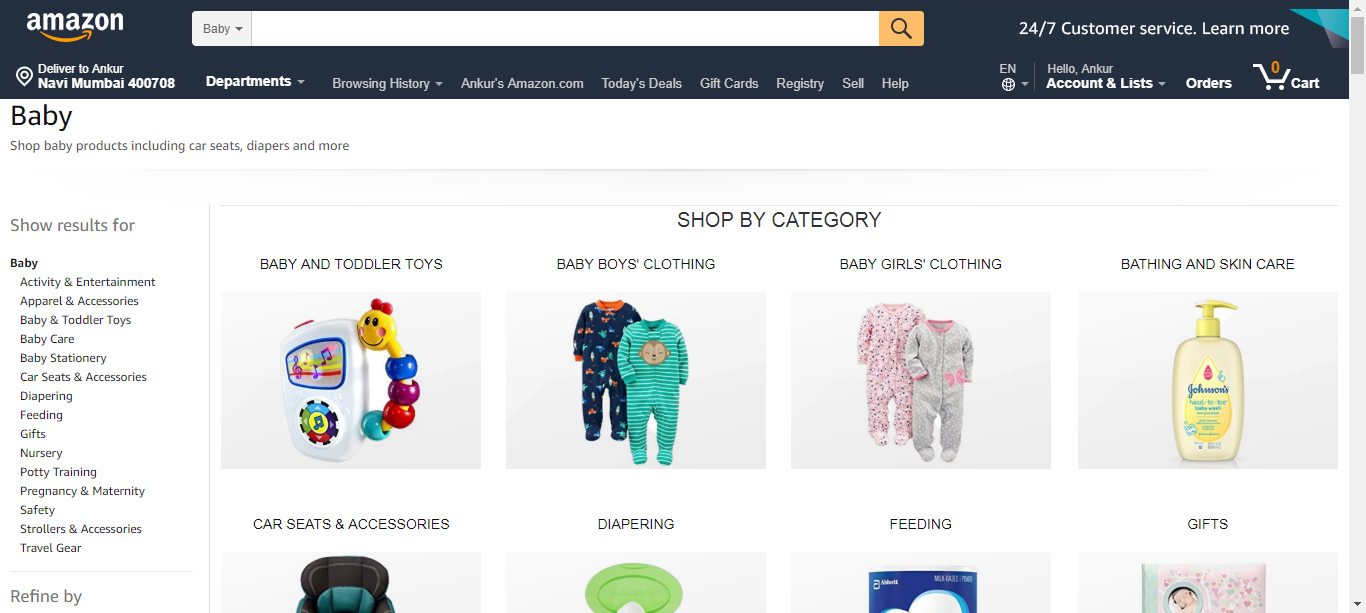 amazon
Baby
24/7 Customer service. Learn more
Deliver to Ankur
Navi Mumbai 400708
Departments
Browsing History
Ankur's Amazon.com
Today's Deals
Gift Cards
Registry
Sell
Help
EN
Hello, Ankur
Account & Lists
Orders
0
Cart
Baby
Shop baby products including car seats, diapers and more
Show results for
Baby
Activity & Entertainment
Apparel & Accessories
Baby & Toddler Toys
Baby Care
Baby Stationery
Car Seats & Accessories
Diapering
Feeding
Gifts
Nursery
Potty Training
Pregnancy & Maternity
Safety
Strollers & Accessories
Travel Gear
Refine by
SHOP BY CATEGORY
BABY AND TODDLER TOYS
BABY BOYS' CLOTHING
BABY GIRLS' CLOTHING
BATHING AND SKIN CARE
Johnson's
head-to-toe
baby wash
CAR SEATS & ACCESSORIES
DIAPERING
FEEDING
GIFTS
Abbott
MILK-BASED POWDER